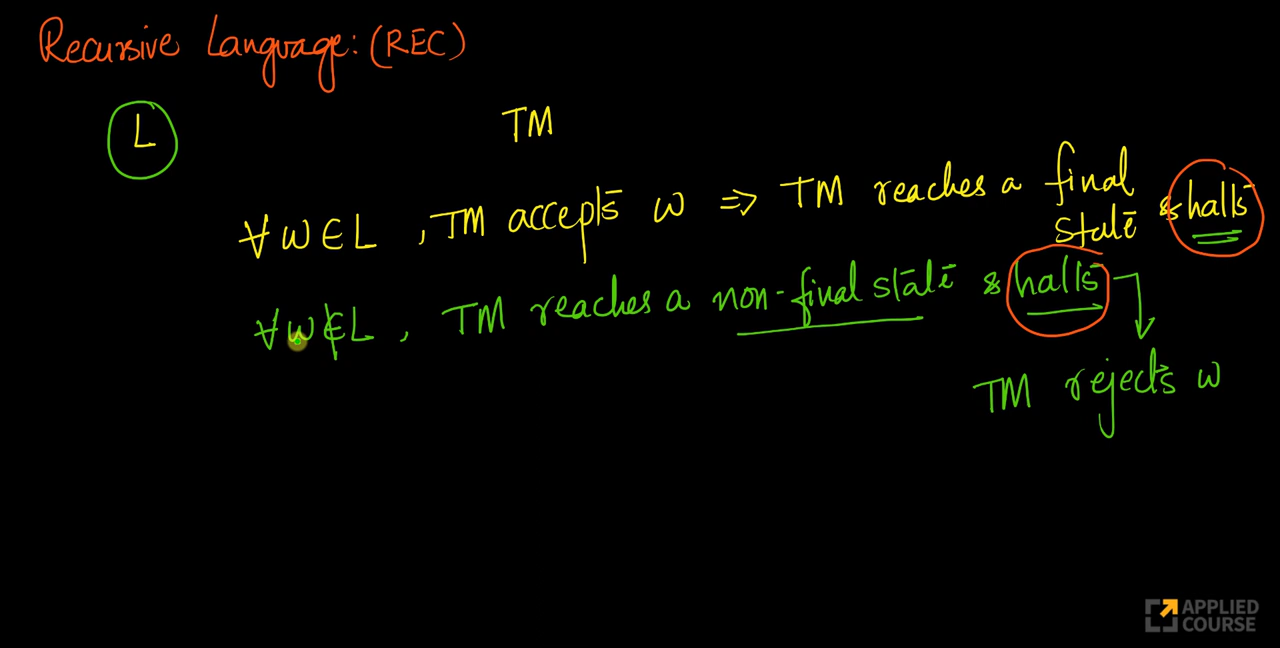 Recursive Language: (REC)
L
TM
∀ w ∈ L , TM accepts w ⇒ TM reaches a final state & halts
∀ w ∉ L , TM reaches a non-final state & halts
TM rejects w
APPLIED
COURSE